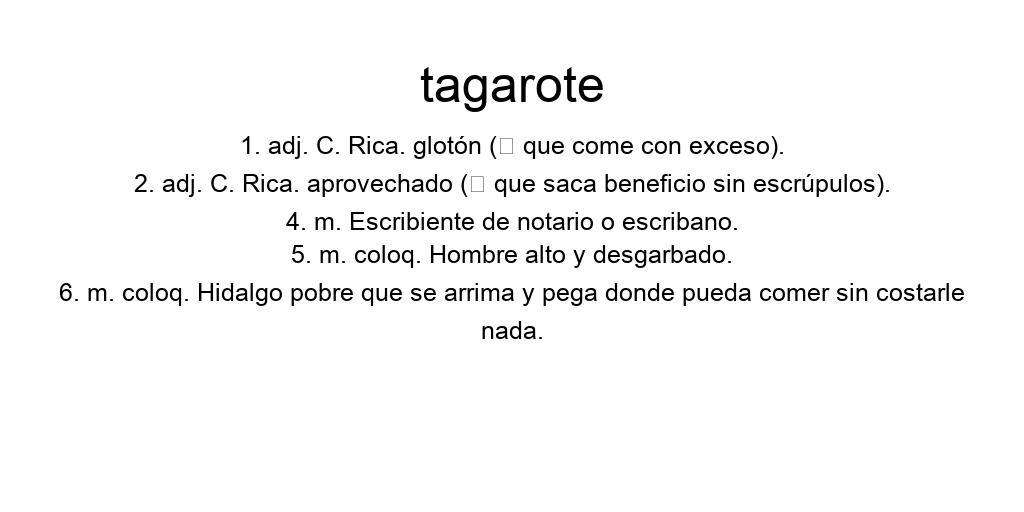 tagarote
1. adj. C. Rica. glotón (▯ que come con exceso).
2. adj. C. Rica. aprovechado (▯ que saca beneficio sin escrúpulos).
4. m. Escribiente de notario o escribano.
5. m. coloq. Hombre alto y desgarbado.
6. m. coloq. Hidalgo pobre que se arrima y pega donde pueda comer sin costarle
nada.